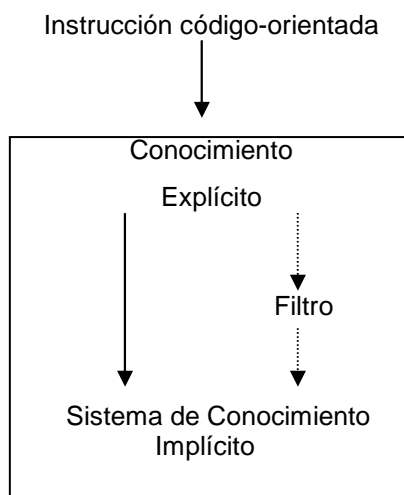 Instrucción código-orientada
Conocimiento
Explícito
Filtro
Sistema de Conocimiento
Implícito